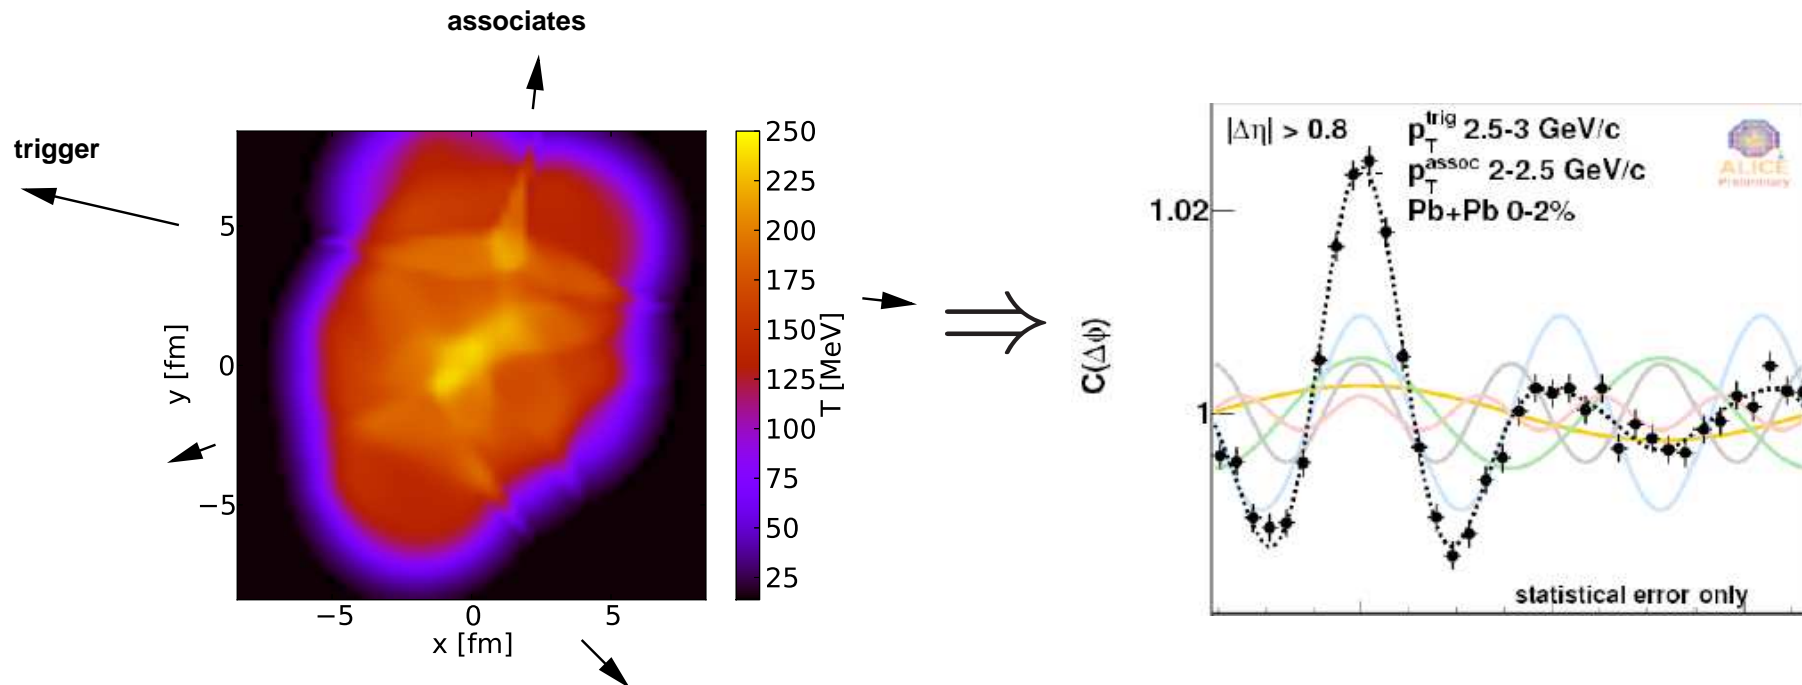 associates
trigger
250
225
200
175
150
125
100
75
50
25
T [MeV]
5
0
−5
y [fm]
−5
0
5
x [fm]
C(Δϕ)
|Δη| > 0.8
p_T^trig 2.5-3 GeV/c
p_T^assoc 2-2.5 GeV/c
Pb+Pb 0-2%
ALICE
Preliminary
1.02
1
statistical error only